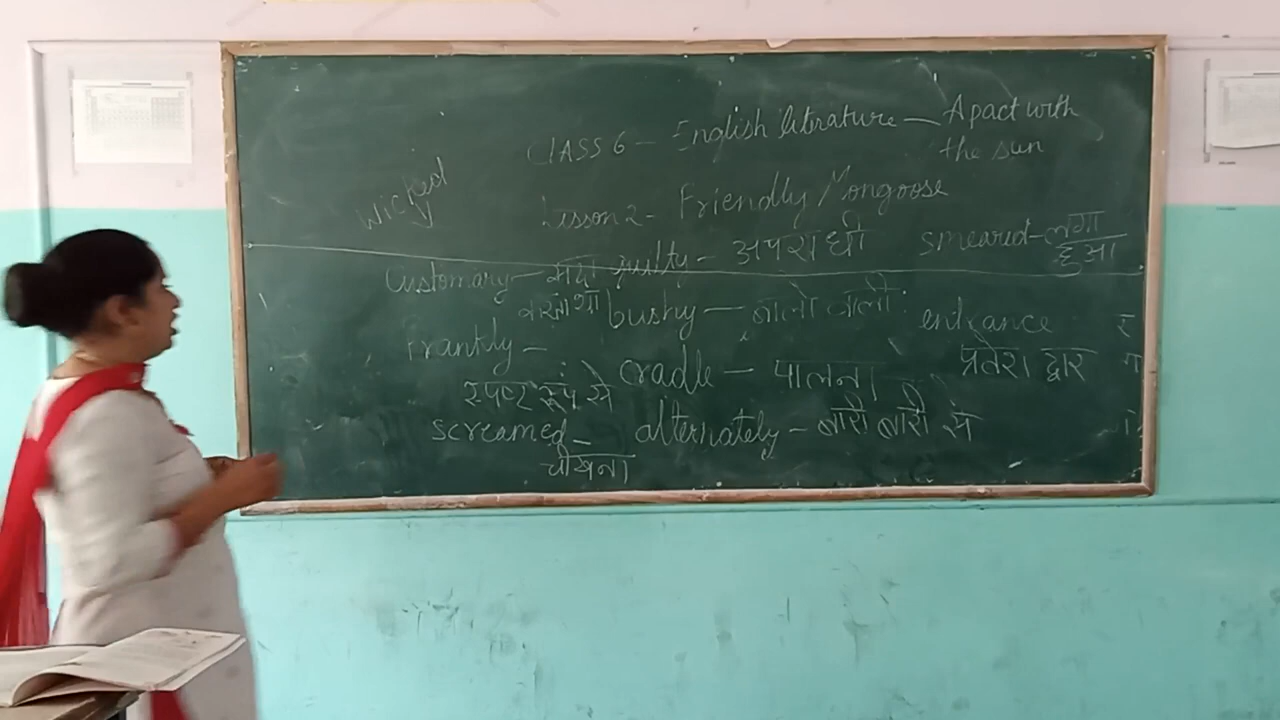 CLASS 6 - English literature - A pact with
the sun
Wicked
Lesson 2 - Friendly Mongoose
Customary - guilty - अपराधी smeared - लगा
हुआ
bushy - बालो वाली
entrance
Frantly - प्रवेश द्वार
स्पष्ट रूप से cradle - पालना
screamed - alternately - बारी बारी से
चीखना